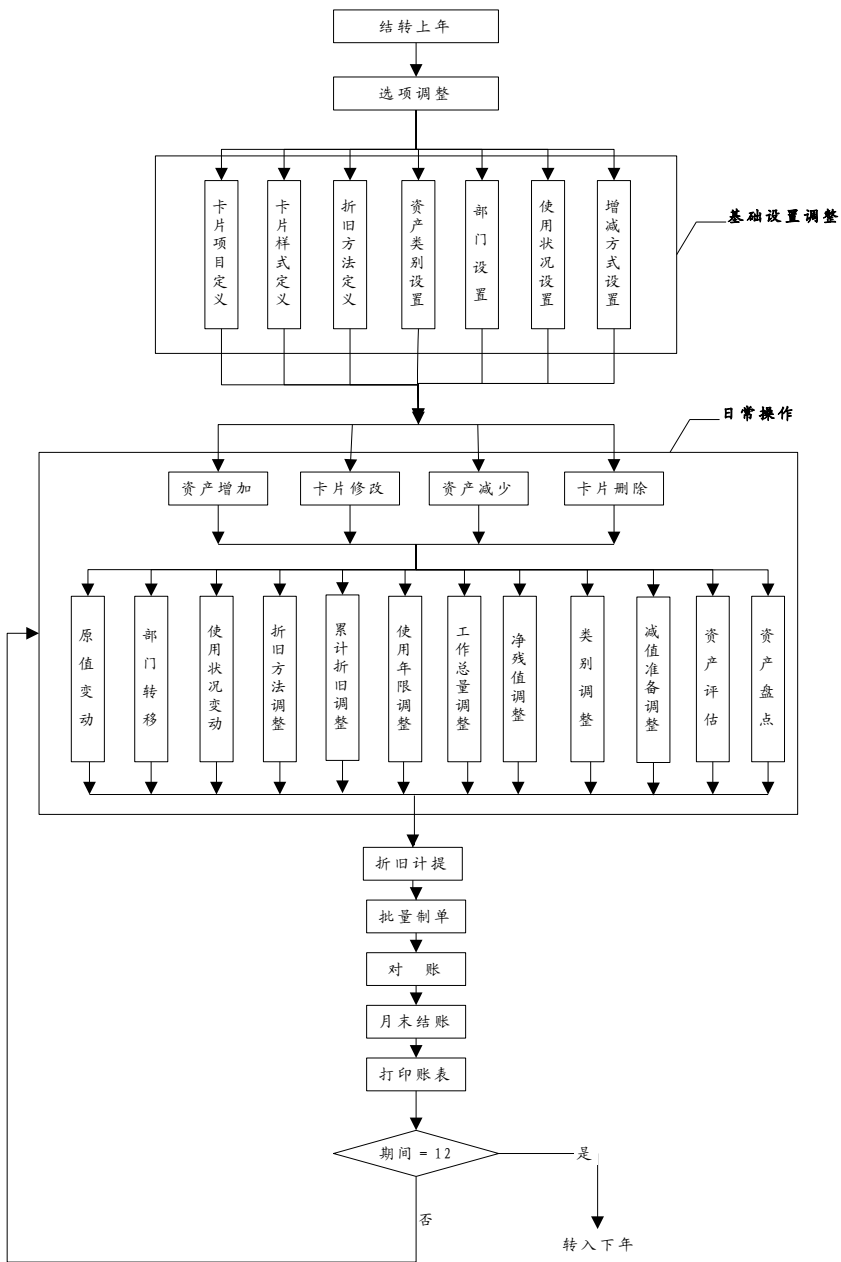 结转上年
选项调整
卡片项目定义
卡片样式定义
折旧方法定义
资产类别设置
部门设置
使用状况设置
增减方式设置
基础设置调整
日常操作
资产增加
卡片修改
资产减少
卡片删除
原值变动
部门转移
使用状况变动
折旧方法调整
累计折旧调整
使用年限调整
工作总量调整
净残值调整
类别调整
减值准备调整
资产评估
资产盘点
折旧计提
批量制单
对 账
月末结账
打印账表
期间=12
是
否
转入下年